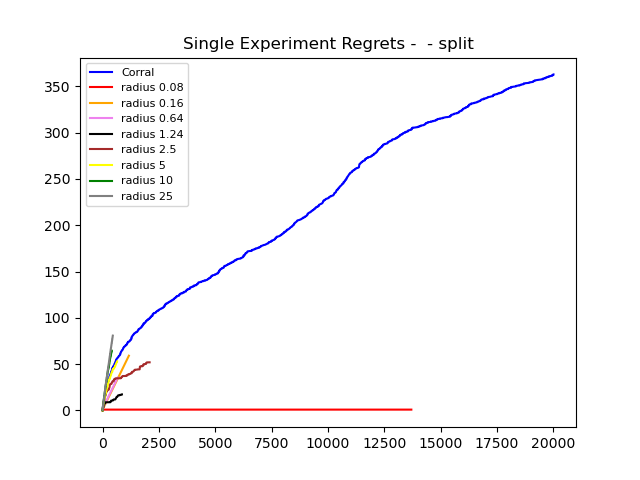 Single Experiment Regrets -  - split
Corral
radius 0.08
radius 0.16
radius 0.64
radius 1.24
radius 2.5
radius 5
radius 10
radius 25
350
300
250
200
150
100
50
0
0 2500 5000 7500 10000 12500 15000 17500 20000